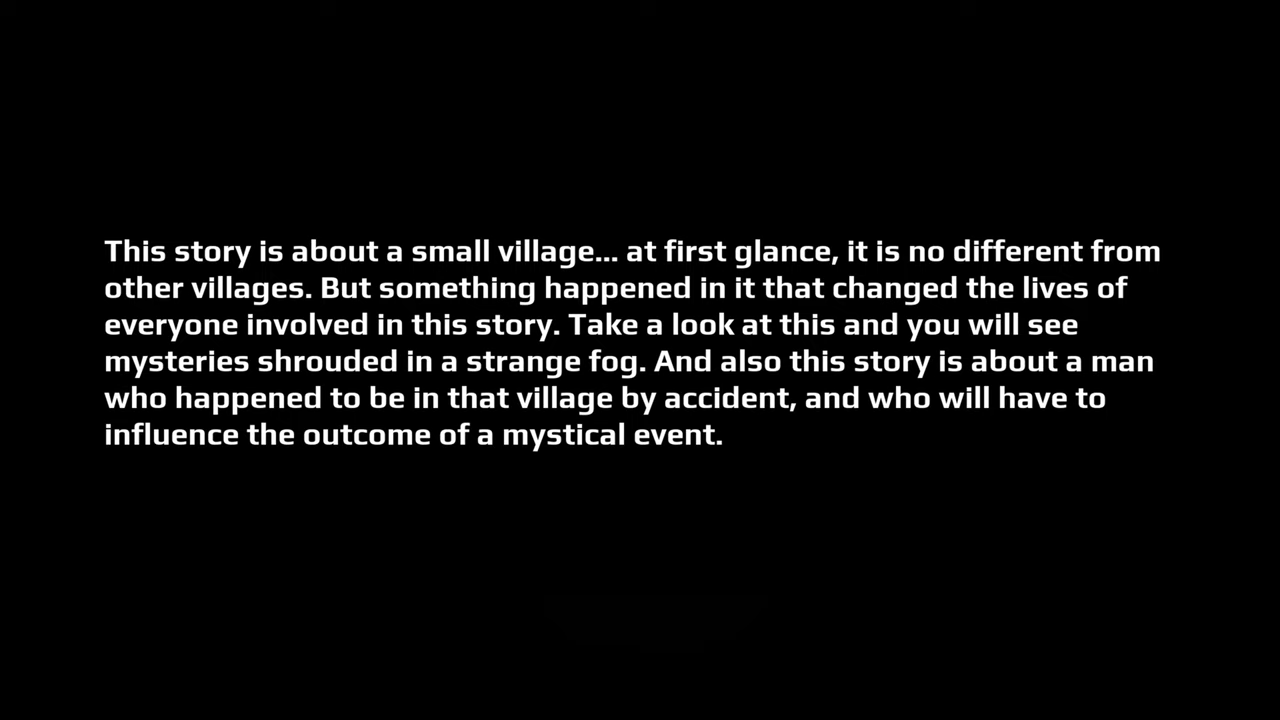 This story is about a small village... at first glance, it is no different from
other villages. But something happened in it that changed the lives of
everyone involved in this story. Take a look at this and you will see
mysteries shrouded in a strange fog. And also this story is about a man
who happened to be in that village by accident, and who will have to
influence the outcome of a mystical event.